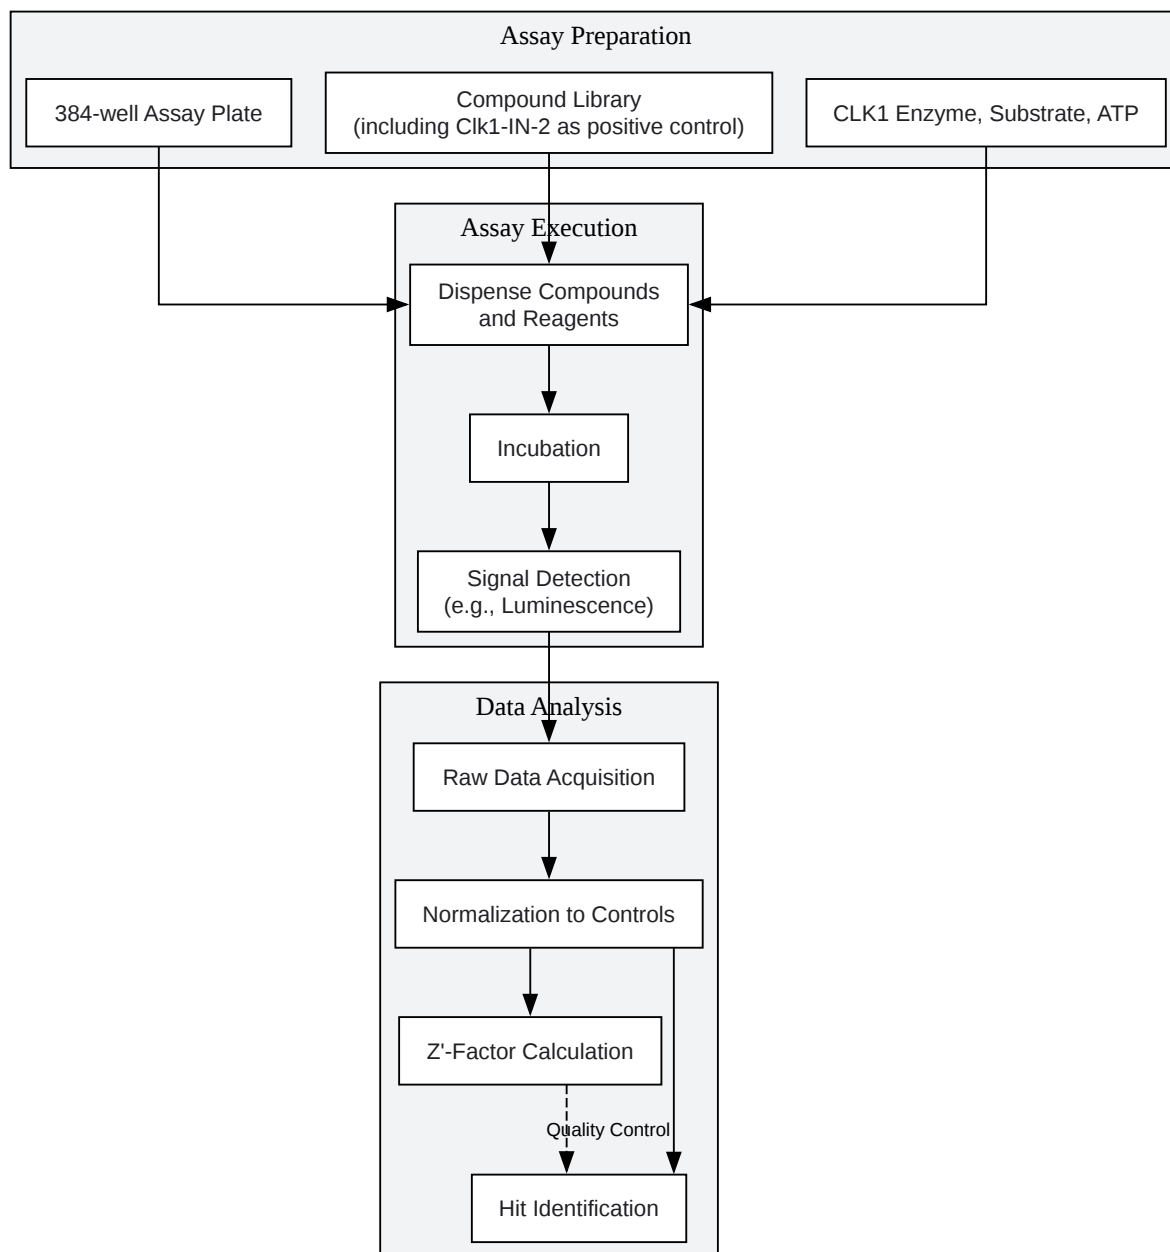 Assay Preparation
384-well Assay Plate
Compound Library
(including Clk1-IN-2 as positive control)
CLK1 Enzyme, Substrate, ATP
Assay Execution
Dispense Compounds
and Reagents
Incubation
Signal Detection
(e.g., Luminescence)
Data Analysis
Raw Data Acquisition
Normalization to Controls
Z'-Factor Calculation
Quality Control
Hit Identification